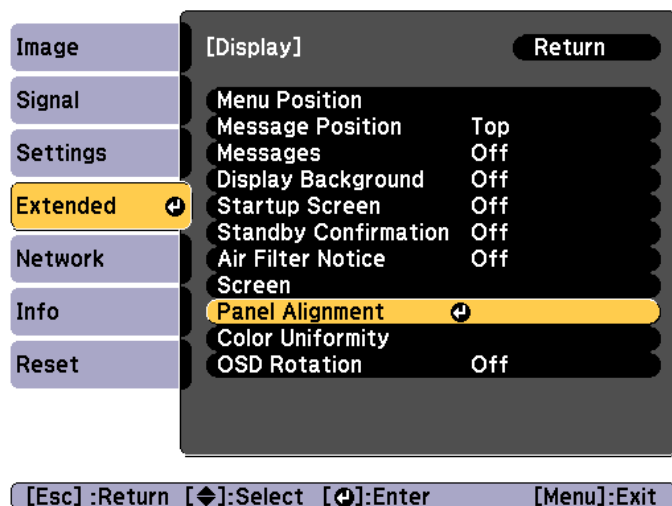 Image
Signal
Settings
Extended
Network
Info
Reset
[Display]
Return
Menu Position
Message Position Top
Messages Off
Display Background Off
Startup Screen Off
Standby Confirmation Off
Air Filter Notice Off
Screen
Panel Alignment
Color Uniformity
OSD Rotation Off
[Esc] :Return [◆]:Select [⏎]:Enter [Menu]:Exit